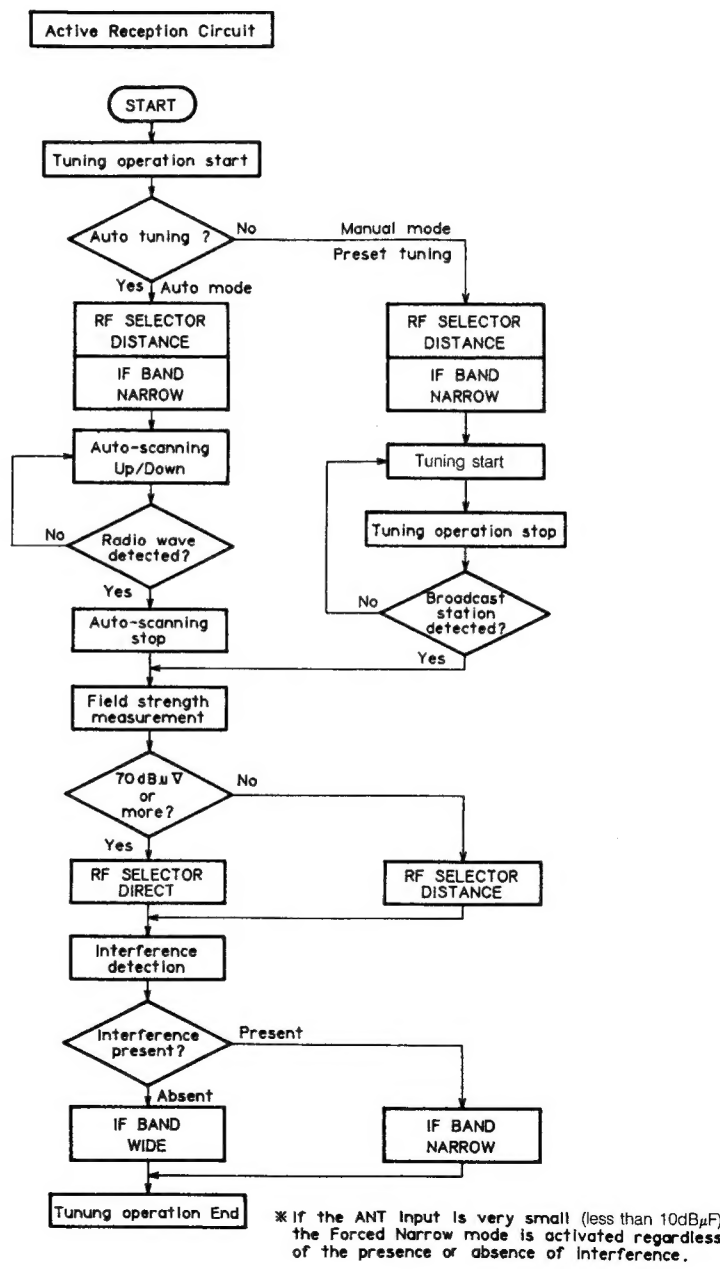 Active Reception Circuit
START
Tuning operation start
Auto tuning ?
No
Manual mode
Preset tuning
Yes
Auto mode
RF SELECTOR
DISTANCE
IF BAND
NARROW
RF SELECTOR
DISTANCE
IF BAND
NARROW
Auto-scanning
Up/Down
Tuning start
No
Radio wave
detected?
Tuning operation stop
Yes
No
Broadcast
station
detected?
Auto-scanning
stop
Yes
Field strength
measurement
70dBμV
or
more?
No
Yes
RF SELECTOR
DIRECT
RF SELECTOR
DISTANCE
Interference
detection
Interference
present?
Present
Absent
IF BAND
WIDE
IF BAND
NARROW
Tunung operation End
※ If the ANT Input is very small (less than 10dBμF)
the Forced Narrow mode is activated regardless
of the presence or absence of interference.